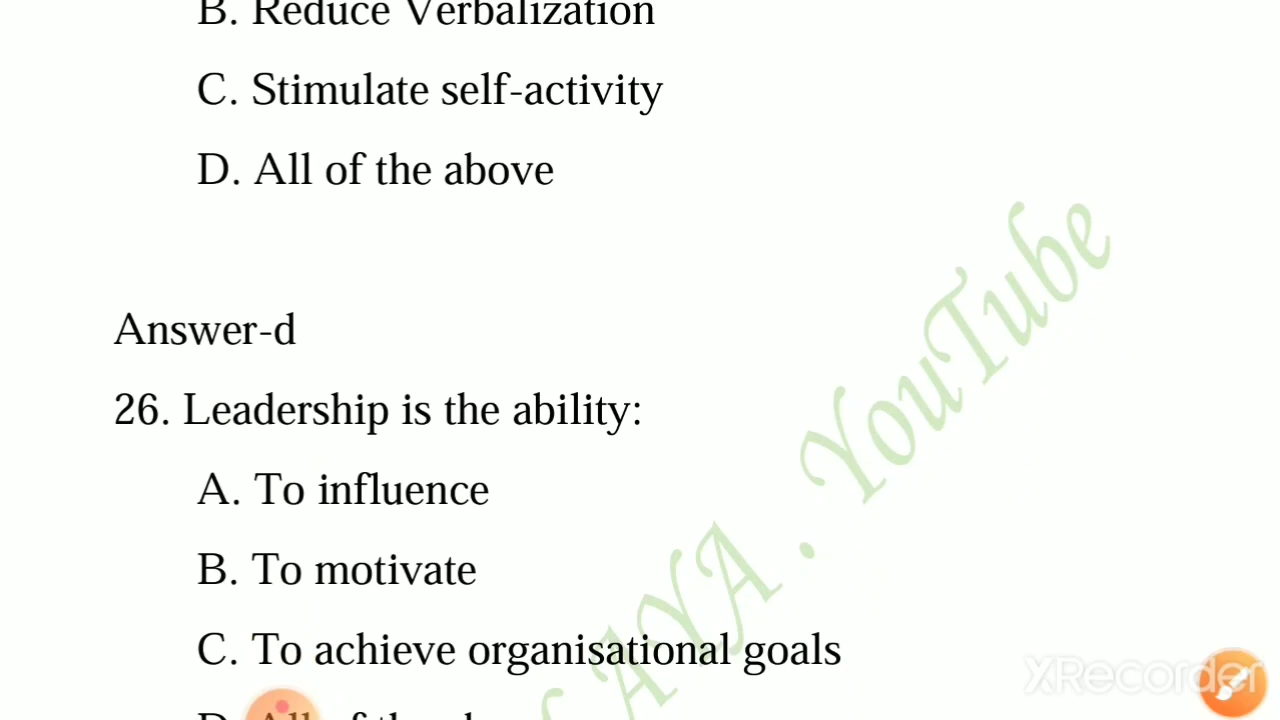 B. Reduce Verbalization
C. Stimulate self-activity
D. All of the above
Answer-d
26. Leadership is the ability:
A. To influence
B. To motivate
C. To achieve organisational goals
AYA . YouTube
XRecorder